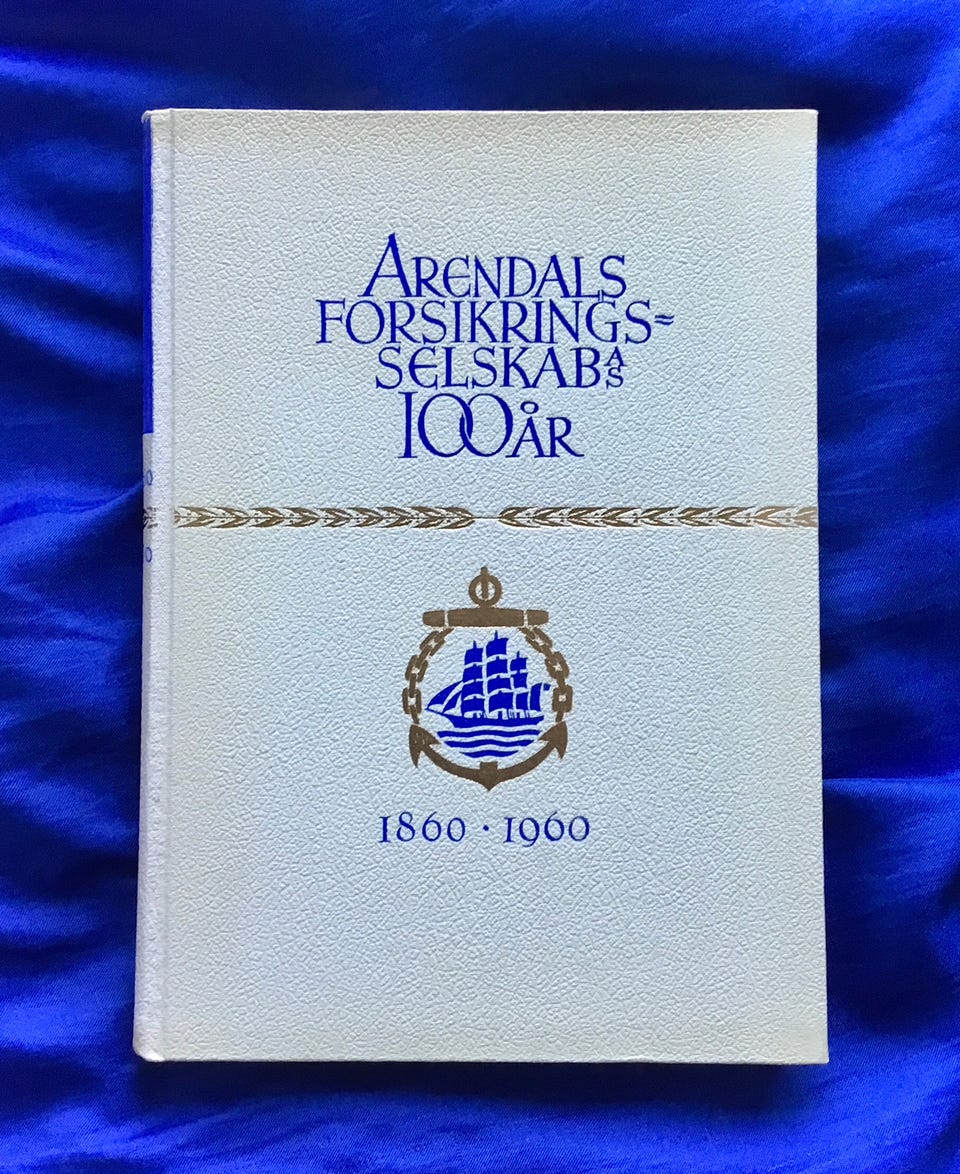 ARENDALS
FORSIKRINGS=
SELSKAB A/S
100 ÅR
1860 · 1960